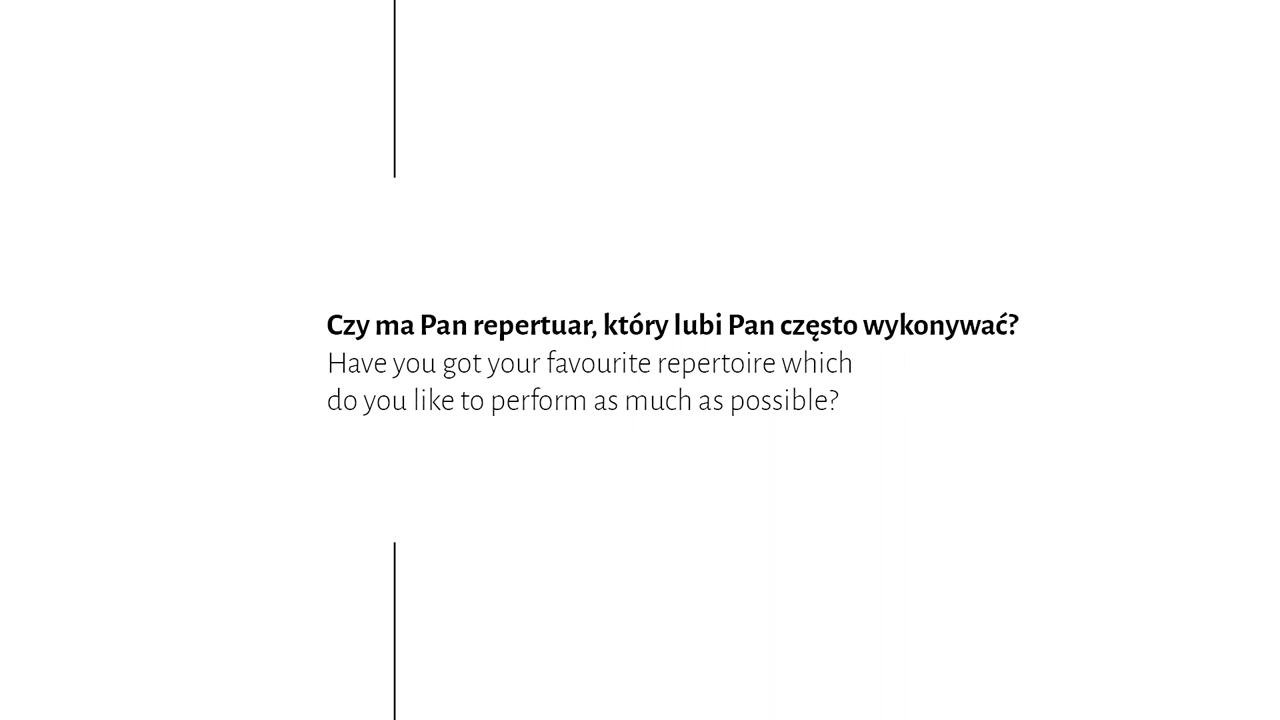 Czy ma Pan repertuar, który lubi Pan często wykonywać?
Have you got your favourite repertoire which
do you like to perform as much as possible?